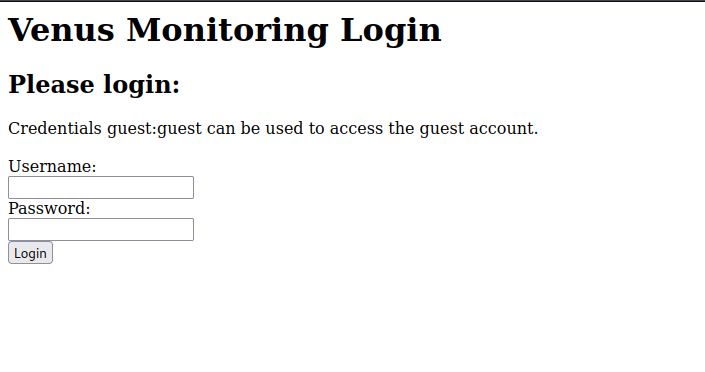 Venus Monitoring Login
Please login:
Credentials guest:guest can be used to access the guest account.
Username:
Password:
Login